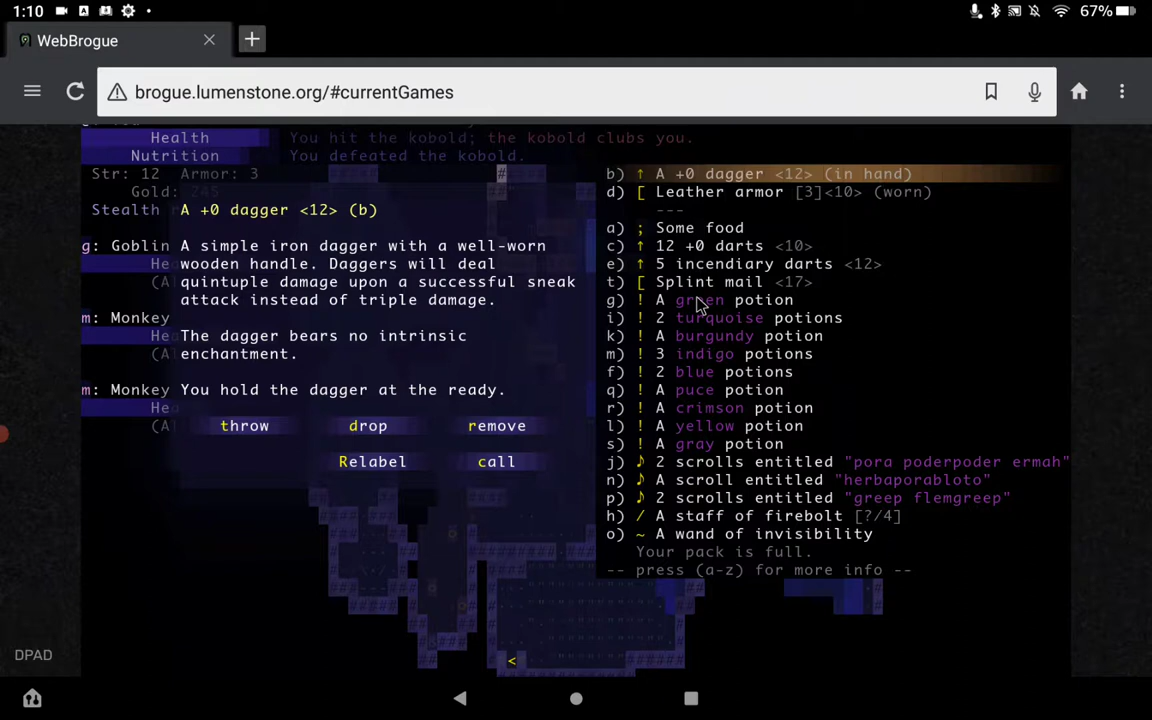 1:10
67%
WebBrogue
brogue.lumenstone.org/#currentGames
Health
You hit the kobold; the kobold clubs you.
Nutrition
You defeated the kobold.
Str: 12 Armor: 3
Gold: 245
Stealth
A +0 dagger <12> (b)
g: Goblin
A simple iron dagger with a well-worn
wooden handle. Daggers will deal
quintuple damage upon a successful sneak
attack instead of triple damage.
m: Monkey
The dagger bears no intrinsic
enchantment.
m: Monkey
You hold the dagger at the ready.
throw drop remove
Relabel call
b) ↑ A +0 dagger <12> (in hand)
d) [ Leather armor [3]<10> (worn)
---
a) ; Some food
c) ↑ 12 +0 darts <10>
e) ↑ 5 incendiary darts <12>
t) [ Splint mail <17>
g) ! A green potion
i) ! 2 turquoise potions
k) ! A burgundy potion
m) ! 3 indigo potions
f) ! 2 blue potions
q) ! A puce potion
r) ! A crimson potion
l) ! A yellow potion
s) ! A gray potion
j) ♪ 2 scrolls entitled "pora poderpoder ermah"
n) ♪ A scroll entitled "herbaporabloto"
p) ♪ 2 scrolls entitled "greep flemgreep"
h) / A staff of firebolt [?/4]
o) ~ A wand of invisibility
Your pack is full.
-- press (a-z) for more info --
DPAD